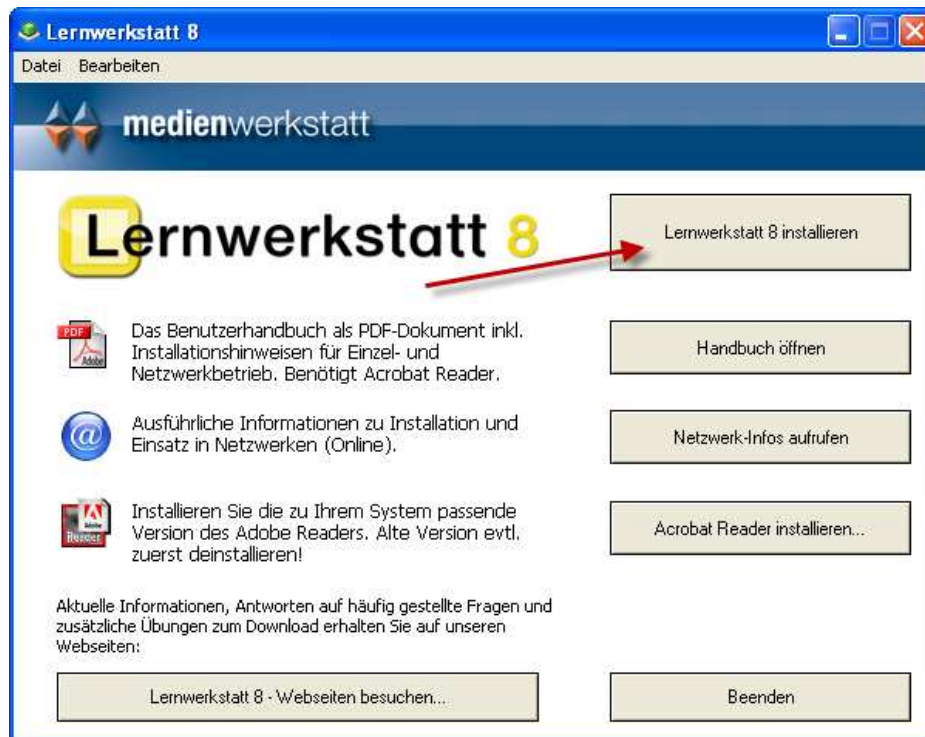 Lernwerkstatt 8
Datei Bearbeiten
medienwerkstatt
Lernwerkstatt 8
Lernwerkstatt 8 installieren
PDF
Adobe
Das Benutzerhandbuch als PDF-Dokument inkl.
Installationshinweisen für Einzel- und
Netzwerkbetrieb. Benötigt Acrobat Reader.
Handbuch öffnen
@
Ausführliche Informationen zu Installation und
Einsatz in Netzwerken (Online).
Netzwerk-Infos aufrufen
Adobe
Reader
Installieren Sie die zu Ihrem System passende
Version des Adobe Readers. Alte Version evtl.
zuerst deinstallieren!
Acrobat Reader installieren...
Aktuelle Informationen, Antworten auf häufig gestellte Fragen und
zusätzliche Übungen zum Download erhalten Sie auf unseren
Webseiten:
Lernwerkstatt 8 - Webseiten besuchen...
Beenden